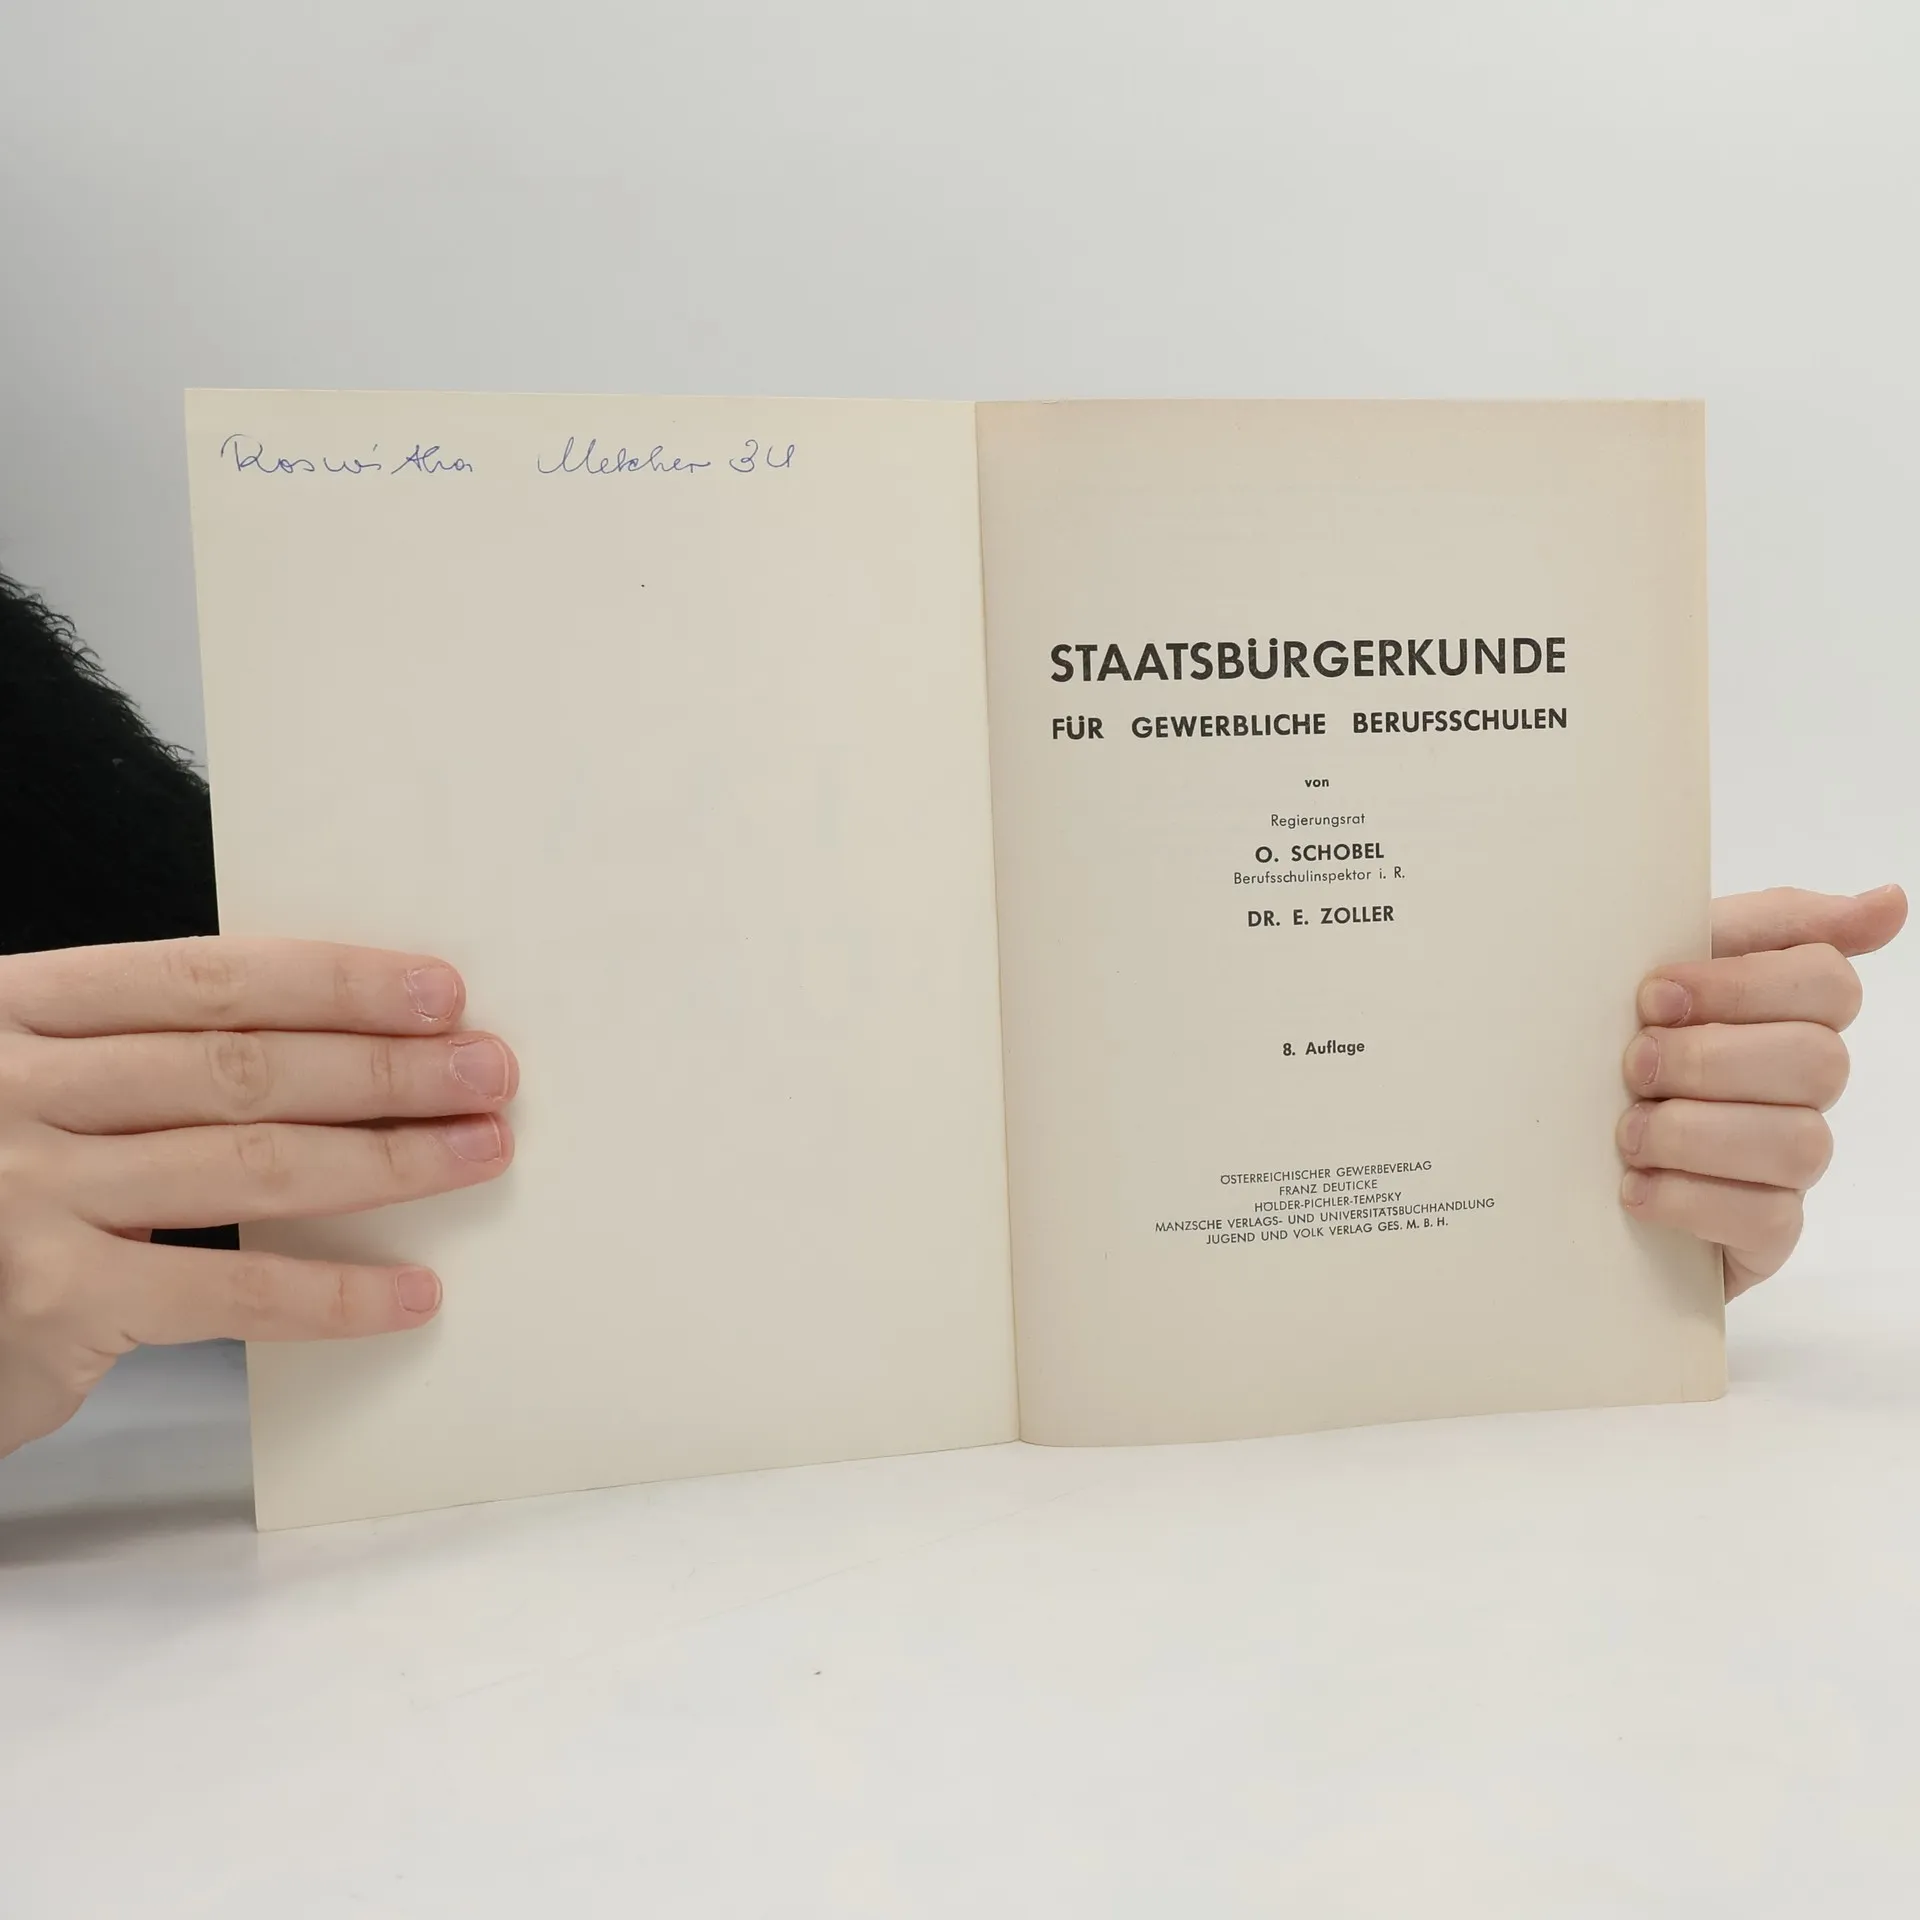 Roswitha Melcher 3U
STAATSBÜRGERKUNDE
FÜR GEWERBLICHE BERUFSSCHULEN
von
Regierungsrat
O. SCHOBEL
Berufsschulinspektor i. R.
DR. E. ZOLLER
8. Auflage
ÖSTERREICHISCHER GEWERBEVERLAG
FRANZ DEUTICKE
HÖLDER-PICHLER-TEMPSKY
MANZSCHE VERLAGS- UND UNIVERSITÄTSBUCHHANDLUNG
JUGEND UND VOLK VERLAG GES. M. B. H.